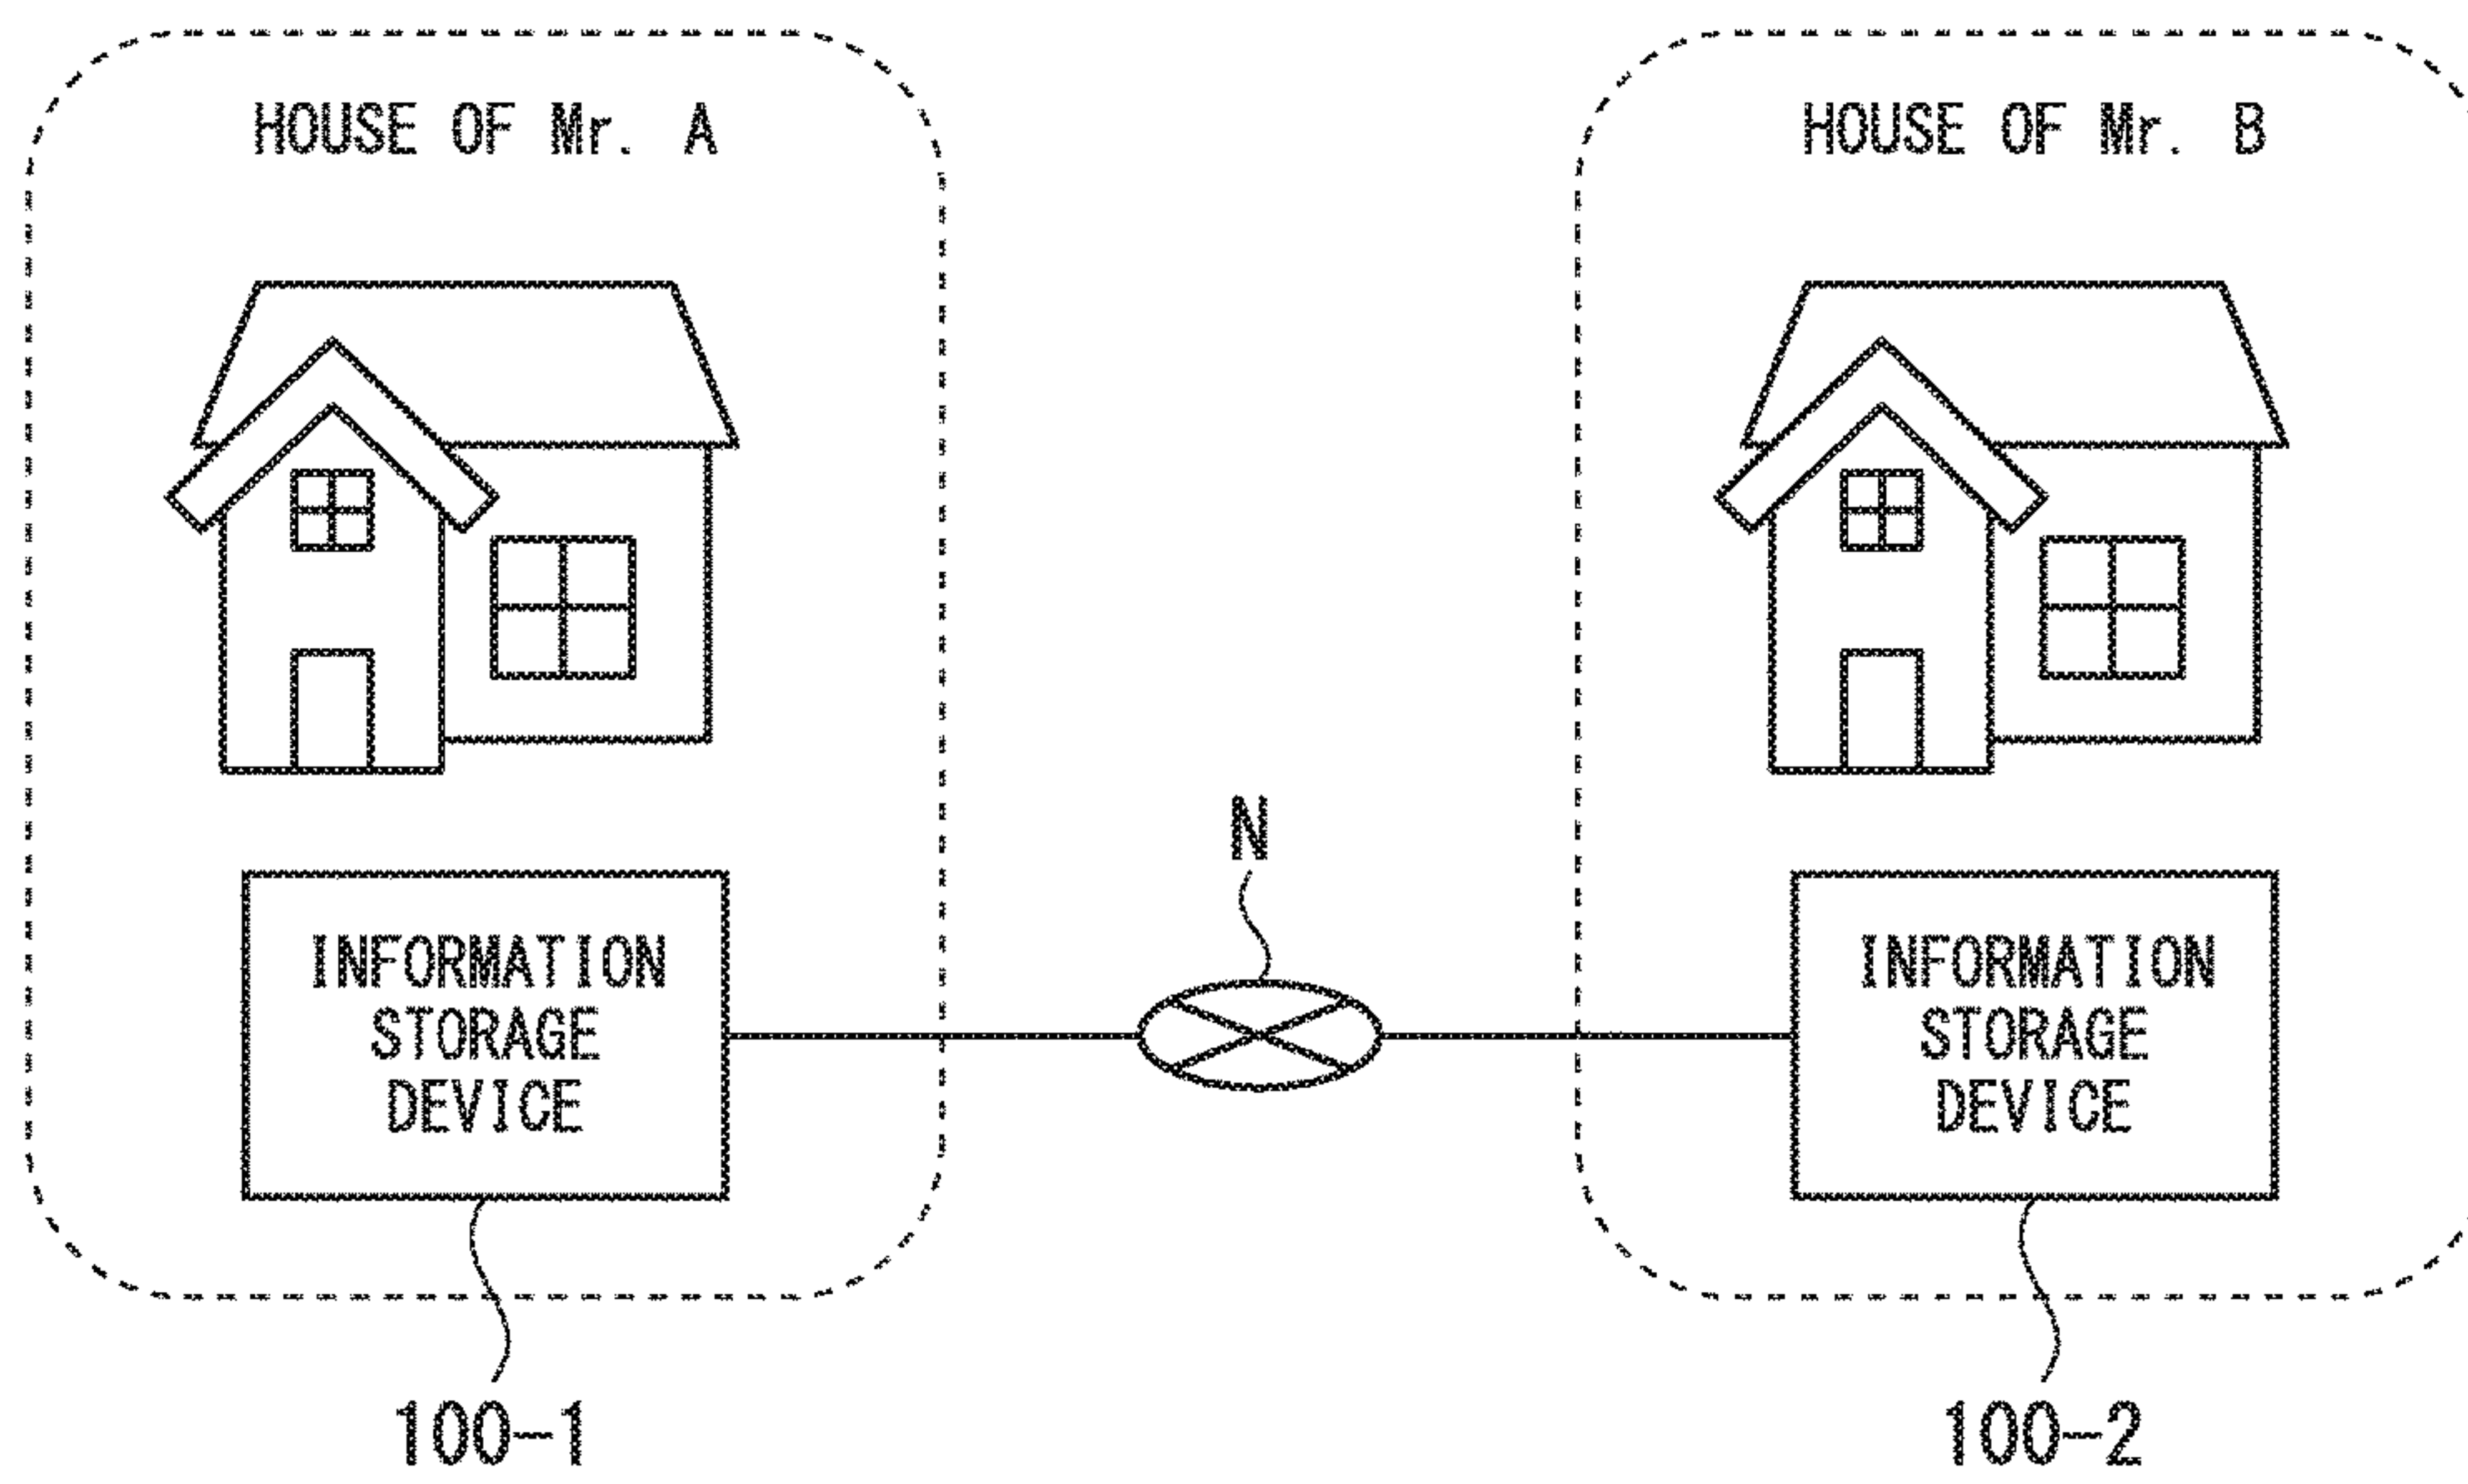 HOUSE OF Mr. A
HOUSE OF Mr. B
N
INFORMATION
STORAGE
DEVICE
INFORMATION
STORAGE
DEVICE
100-1
100-2